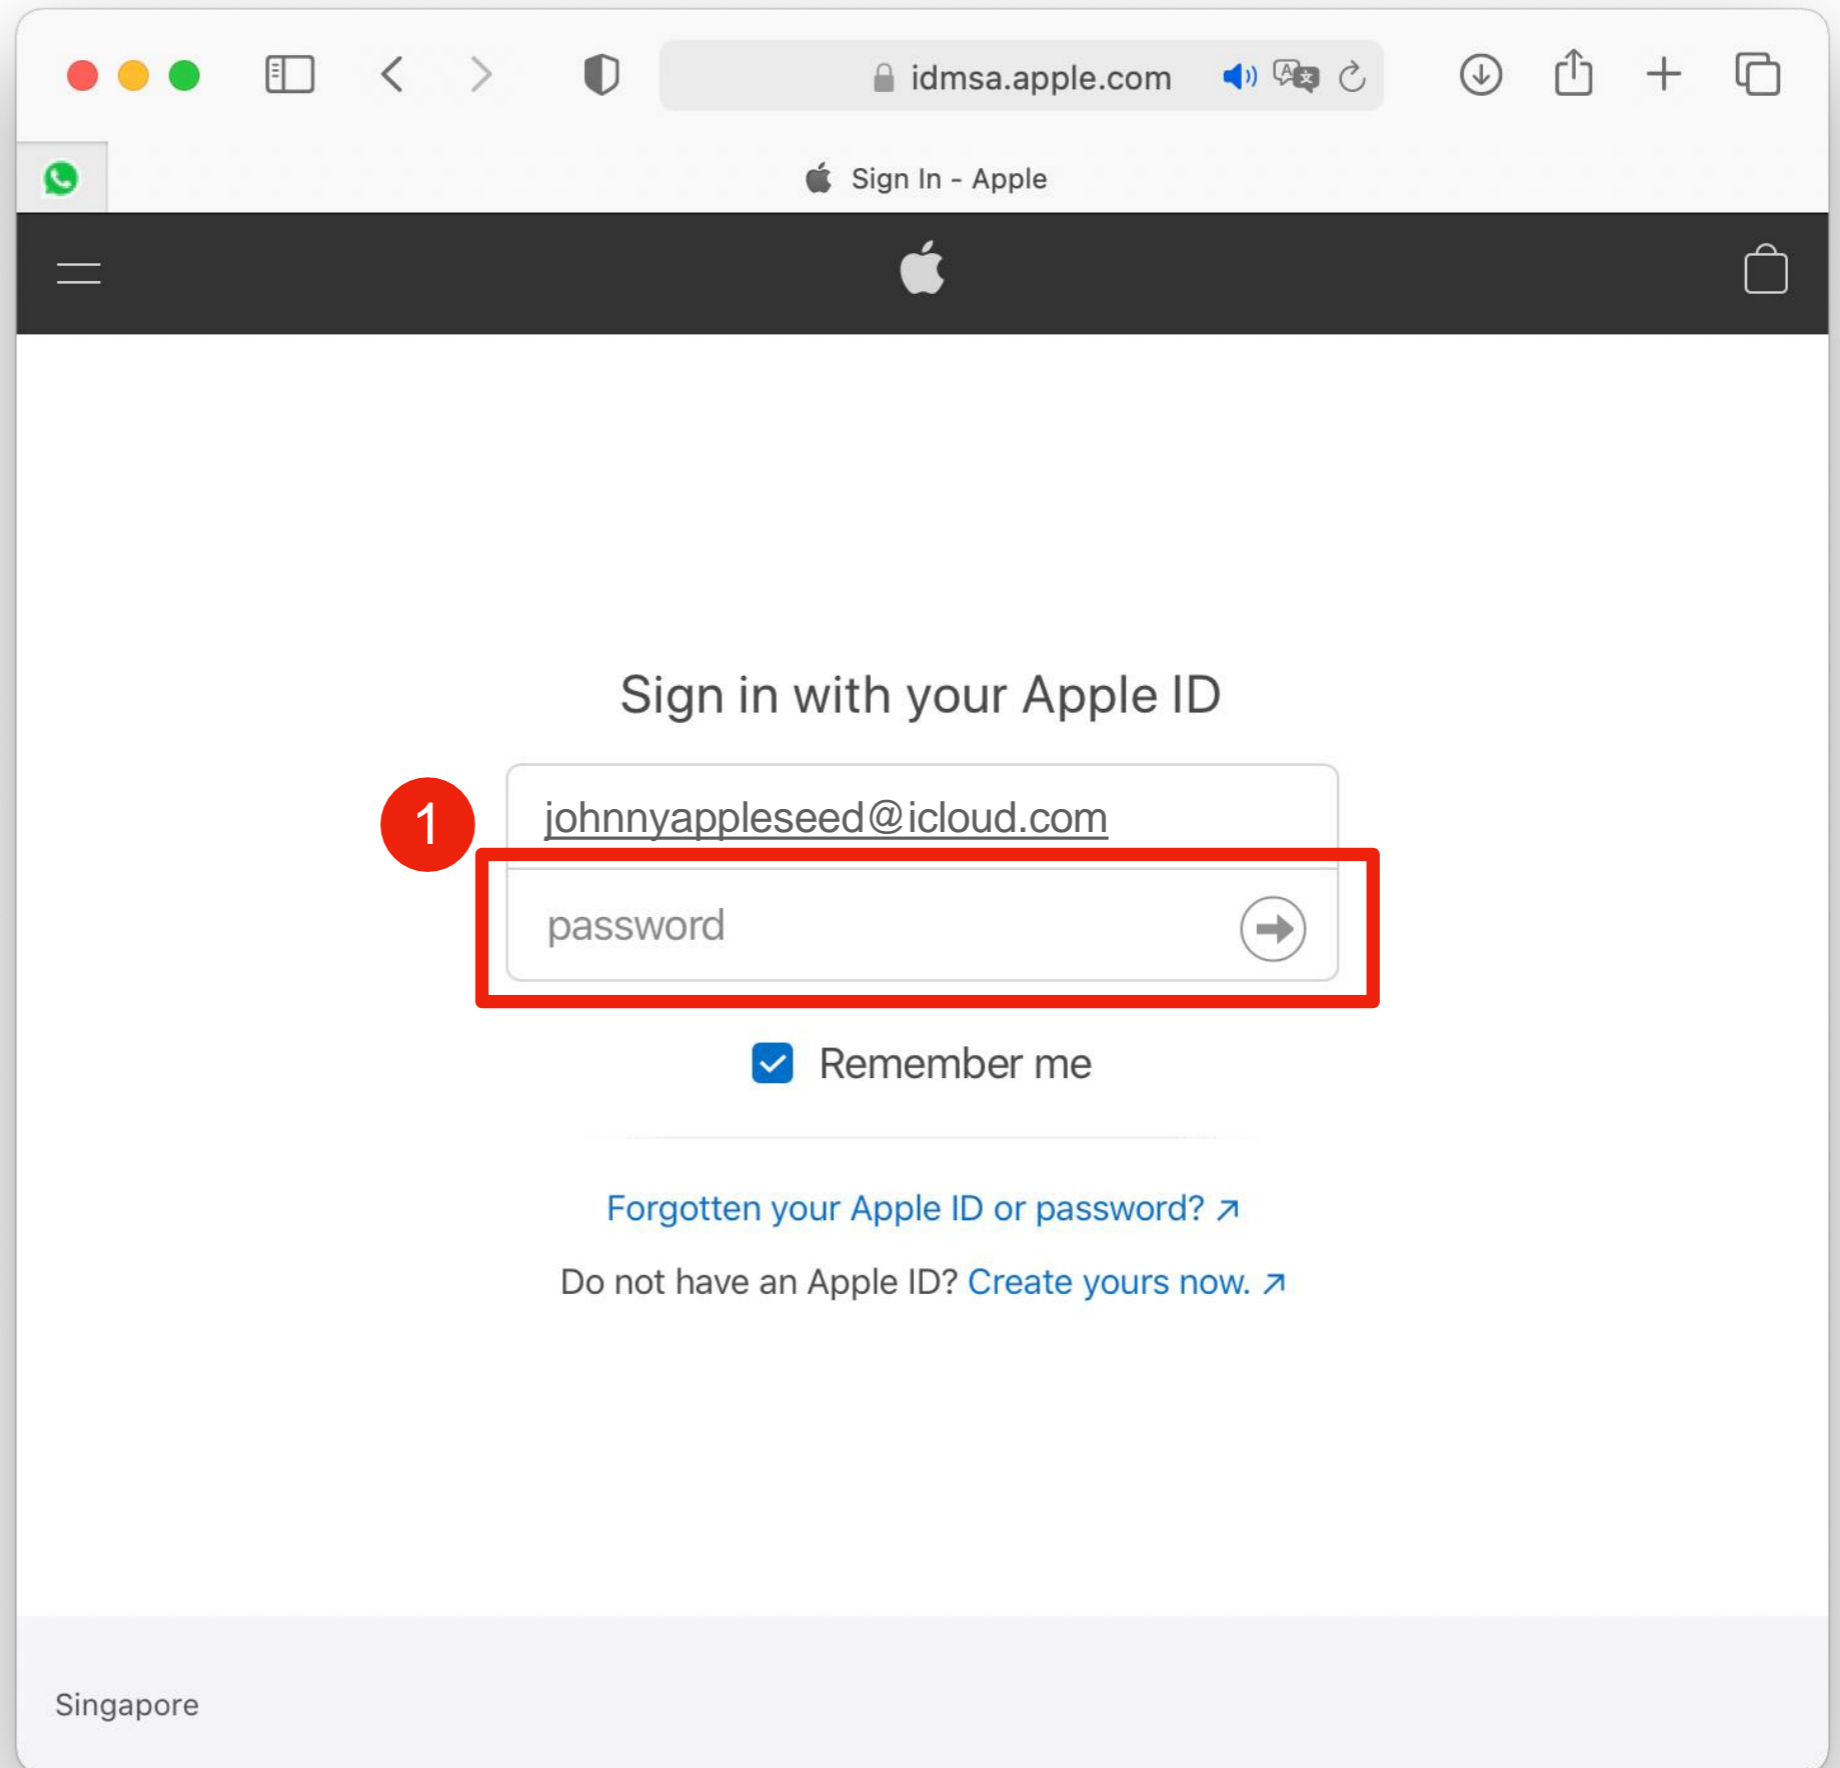 idmsa.apple.com
Sign In - Apple
Sign in with your Apple ID
1
johnnyappleseed@icloud.com
password
Remember me
Forgotten your Apple ID or password? ↗
Do not have an Apple ID? Create yours now. ↗
Singapore